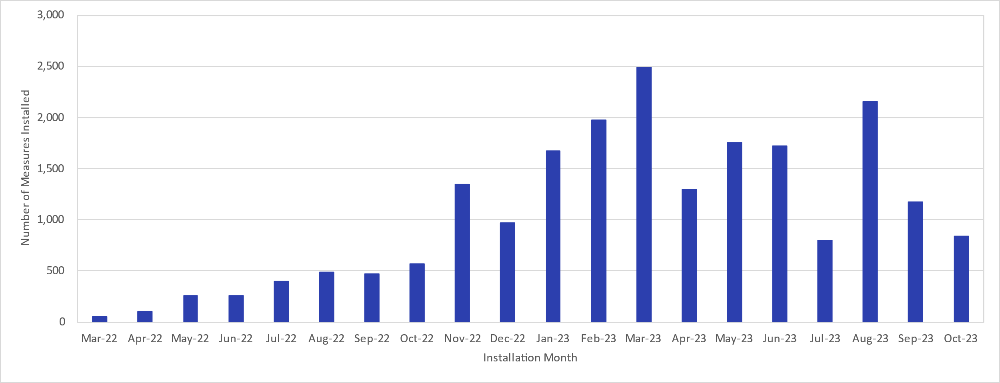 3,000
2,500
2,000
1,500
1,000
500
0
Number of Measures Installed
Mar-22 Apr-22 May-22 Jun-22 Jul-22 Aug-22 Sep-22 Oct-22 Nov-22 Dec-22 Jan-23 Feb-23 Mar-23 Apr-23 May-23 Jun-23 Jul-23 Aug-23 Sep-23 Oct-23
Installation Month